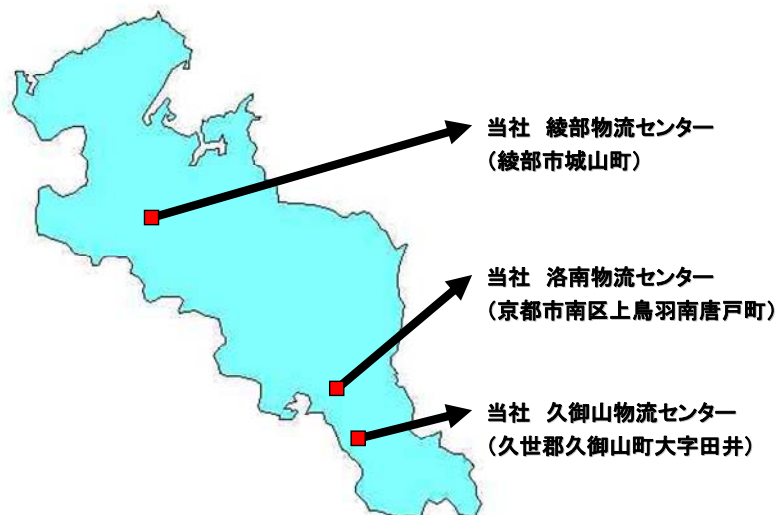 当社　綾部物流センター
（綾部市城山町）
当社　洛南物流センター
（京都市南区上鳥羽南唐戸町）
当社　久御山物流センター
（久世郡久御山町大字田井）